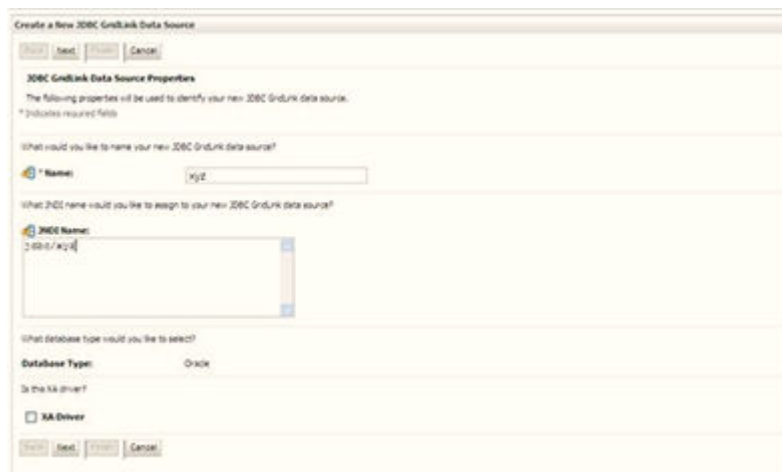 Create a New JDBC GridLink Data Source
Back Next Finish Cancel
JDBC GridLink Data Source Properties
The following properties will be used to identify your new JDBC GridLink data source.
* Indicates required fields
What would you like to name your new JDBC GridLink data source?
* Name: xyz
What JNDI name would you like to assign to your new JDBC GridLink data source?
JNDI Name:
jdbc/xyz
What database type would you like to select?
Database Type: Oracle
Is this XA driver?
XA Driver
Back Next Finish Cancel